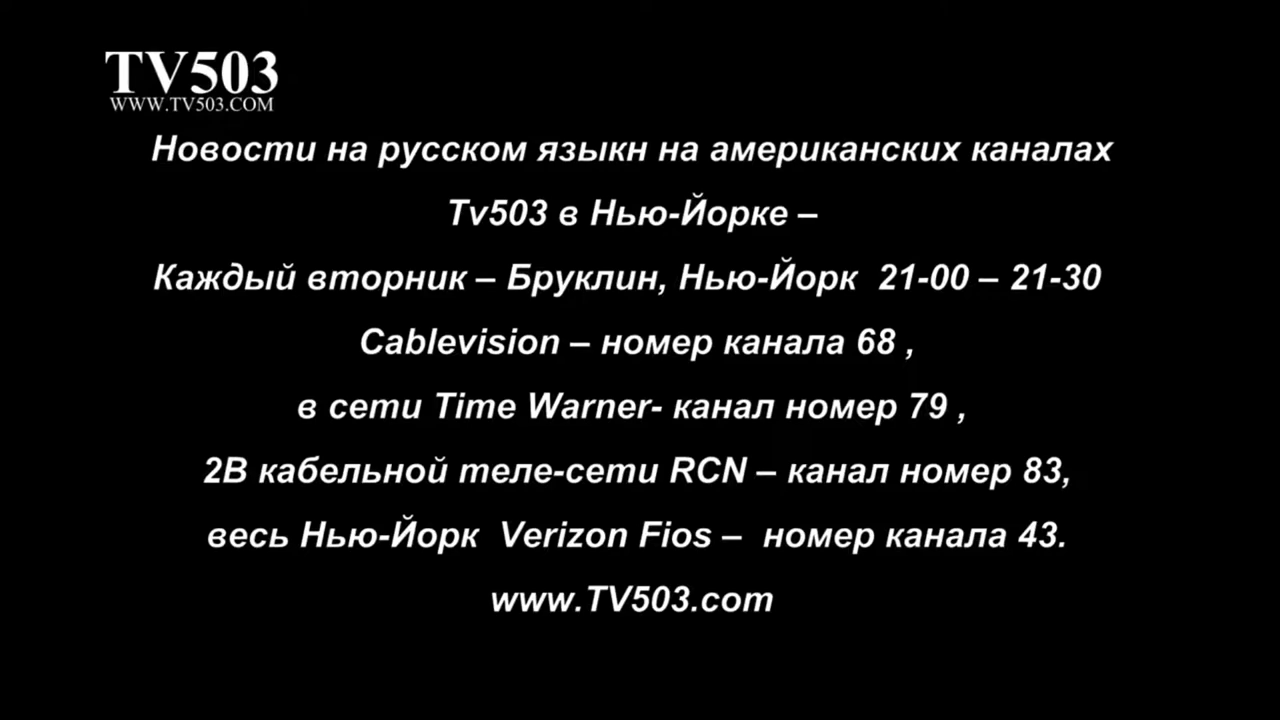 TV503
WWW.TV503.COM
Новости на русском языкн на американских каналах
Tv503 в Нью-Йорке –
Каждый вторник – Бруклин, Нью-Йорк 21-00 – 21-30
Cablevision – номер канала 68 ,
в сети Time Warner- канал номер 79 ,
2В кабельной теле-сети RCN – канал номер 83,
весь Нью-Йорк Verizon Fios – номер канала 43.
www.TV503.com